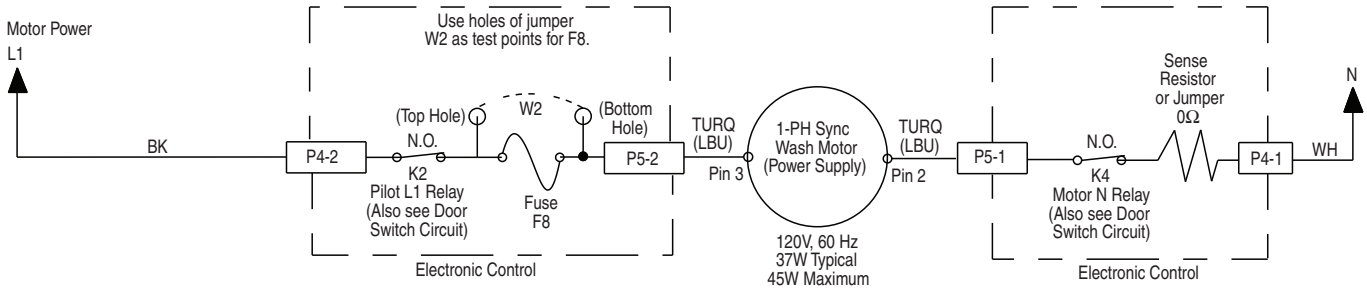 Motor Power
L1
BK
Use holes of jumper
W2 as test points for F8.
(Top Hole)
W2
(Bottom
Hole)
P4-2
N.O.
K2
Pilot L1 Relay
(Also see Door
Switch Circuit)
Fuse
F8
P5-2
Electronic Control
TURQ
(LBU)
Pin 3
1-PH Sync
Wash Motor
(Power Supply)
120V, 60 Hz
37W Typical
45W Maximum
TURQ
(LBU)
Pin 2
P5-1
N.O.
K4
Motor N Relay
(Also see Door
Switch Circuit)
Sense
Resistor
or Jumper
0Ω
P4-1
Electronic Control
WH
N